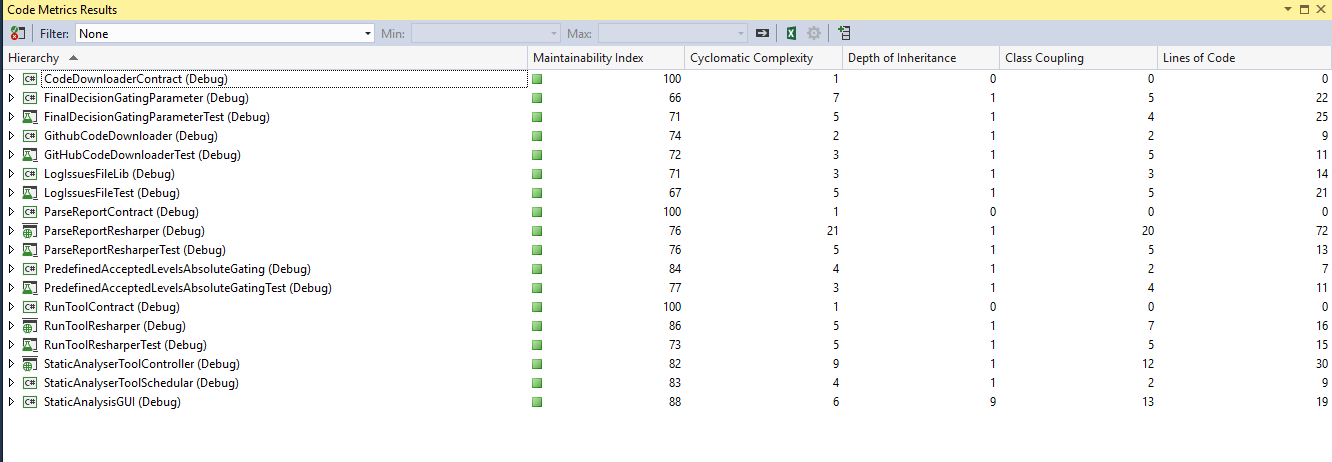 Code Metrics Results
Filter: None Min: Max:
Hierarchy Maintainability Index Cyclomatic Complexity Depth of Inheritance Class Coupling Lines of Code
C# CodeDownloaderContract (Debug) 100 1 0 0 0
C# FinalDecisionGatingParameter (Debug) 66 7 1 5 22
FinalDecisionGatingParameterTest (Debug) 71 5 1 4 25
C# GithubCodeDownloader (Debug) 74 2 1 2 9
GitHubCodeDownloaderTest (Debug) 72 3 1 5 11
C# LogIssuesFileLib (Debug) 71 3 1 3 14
LogIssuesFileTest (Debug) 67 5 1 5 21
C# ParseReportContract (Debug) 100 1 0 0 0
ParseReportResharper (Debug) 76 21 1 20 72
ParseReportResharperTest (Debug) 76 5 1 5 13
C# PredefinedAcceptedLevelsAbsoluteGating (Debug) 84 4 1 2 7
PredefinedAcceptedLevelsAbsoluteGatingTest (Debug) 77 3 1 4 11
C# RunToolContract (Debug) 100 1 0 0 0
RunToolResharper (Debug) 86 5 1 7 16
RunToolResharperTest (Debug) 73 5 1 5 15
StaticAnalyserToolController (Debug) 82 9 1 12 30
C# StaticAnalyserToolSchedular (Debug) 83 4 1 2 9
C# StaticAnalysisGUI (Debug) 88 6 9 13 19